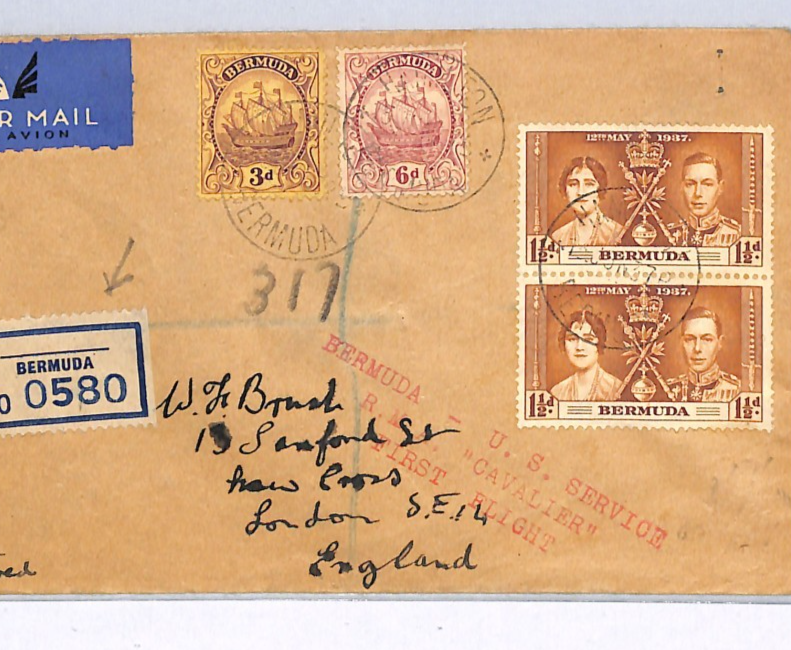 R MAIL
AVION
BERMUDA
3d
BERMUDA
6d
BERMUDA
12TH MAY 1937.
1½d
BERMUDA
1½d
12TH MAY 1937.
1½d
BERMUDA
1½d
317
BERMUDA
0580
BERMUDA - U. S. SERVICE
"CAVALIER"
FIRST FLIGHT
W. H. Brush
Sanford St
New Cross
London S.E.14
England